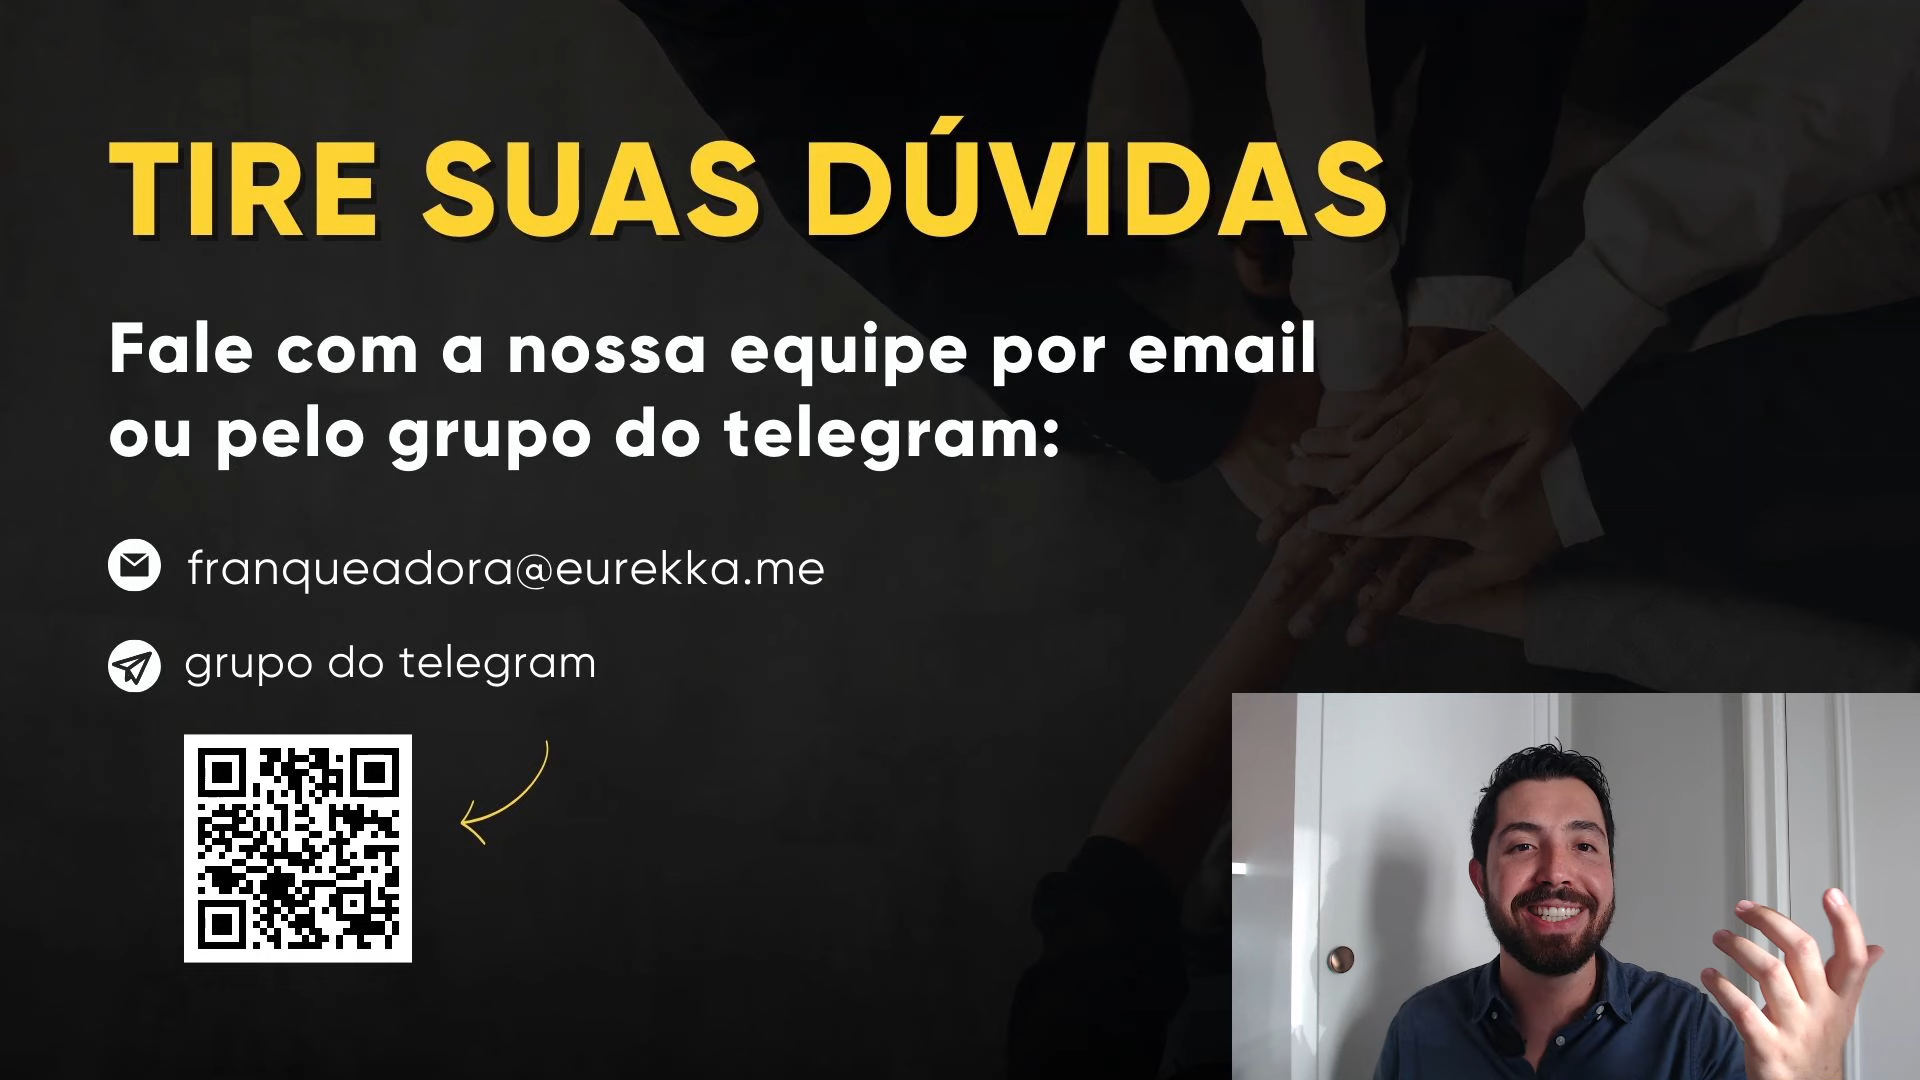 TIRE SUAS DÚVIDAS
Fale com a nossa equipe por email
ou pelo grupo do telegram:
franqueadora@eurekka.me
grupo do telegram